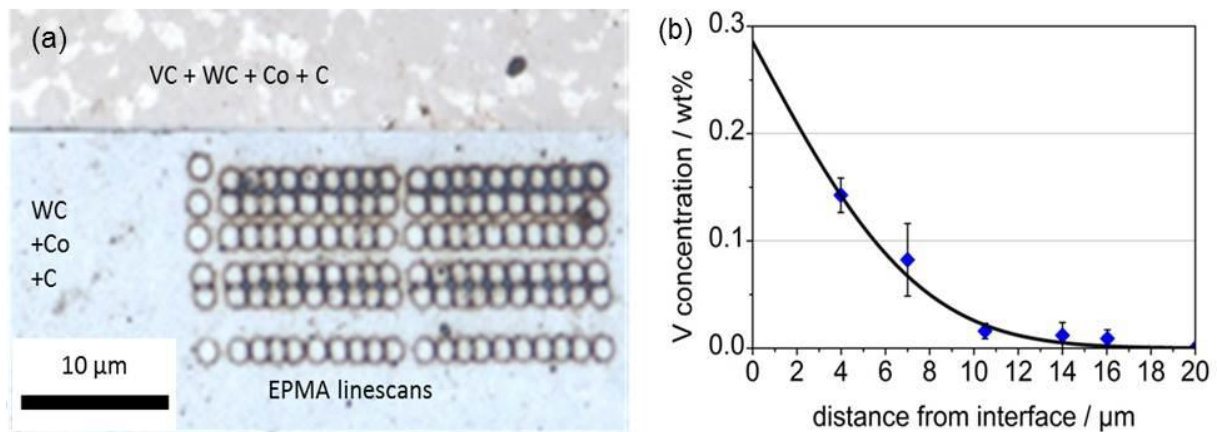 (a)
VC + WC + Co + C
WC
+Co
+C
10 µm
EPMA linescans
(b)
V concentration / wt%
0.3
0.2
0.1
0.0
0 2 4 6 8 10 12 14 16 18 20
distance from interface / µm